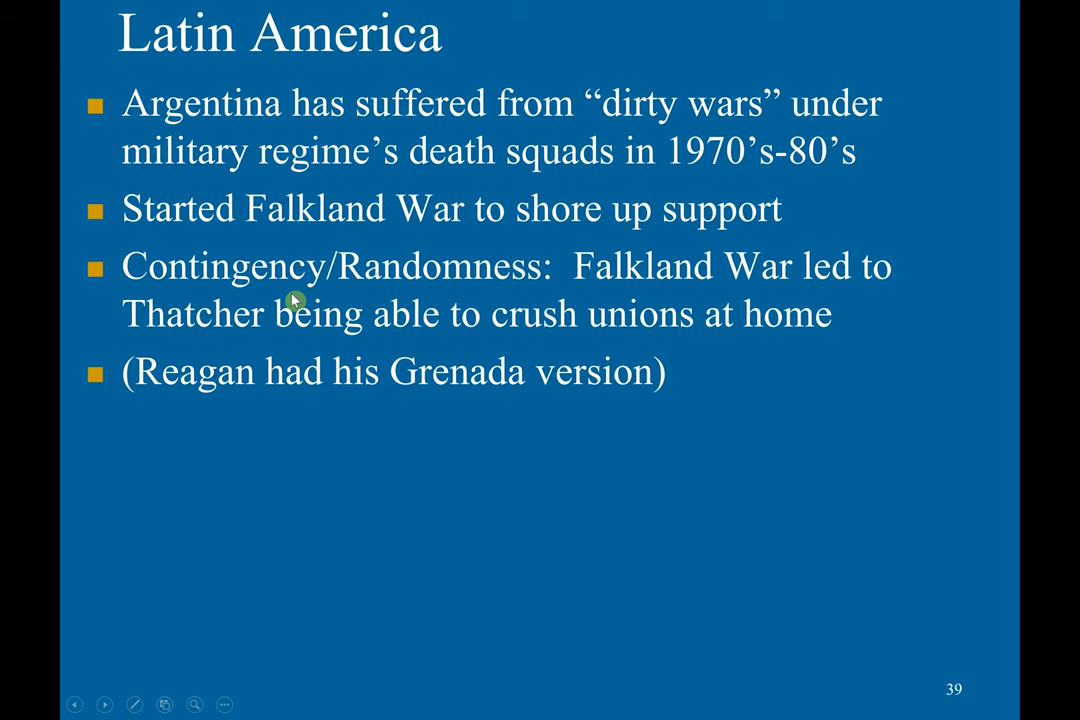 Latin America
Argentina has suffered from “dirty wars” under
military regime’s death squads in 1970’s-80’s
Started Falkland War to shore up support
Contingency/Randomness:  Falkland War led to
Thatcher being able to crush unions at home
(Reagan had his Grenada version)
39